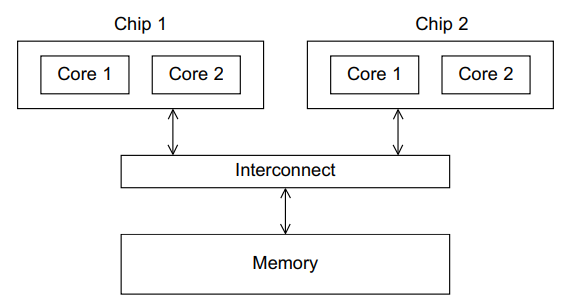 Chip 1
Chip 2
Core 1
Core 2
Core 1
Core 2
Interconnect
Memory